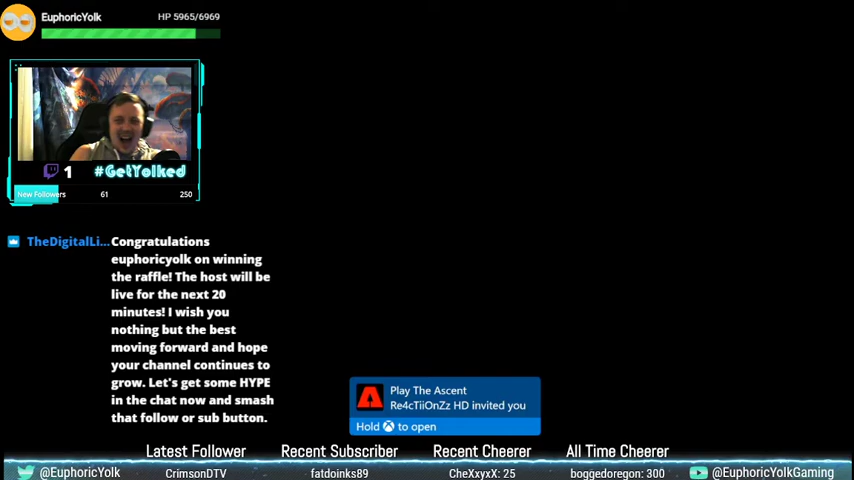 EuphoricYolk HP 5965/6969
1 #GetYolked
New Followers 61 250
TheDigitalLi... Congratulations
euphoricyolk on winning
the raffle! The host will be
live for the next 20
minutes! I wish you
nothing but the best
moving forward and hope
your channel continues to
grow. Let's get some HYPE
in the chat now and smash
that follow or sub button.
Play The Ascent
Re4cTiiOnZz HD invited you
Hold to open
Latest Follower Recent Subscriber Recent Cheerer All Time Cheerer
@EuphoricYolk CrimsonDTV fatdoinks89 CheXxyxX: 25 boggedoregon: 300 @EuphoricYolkGaming